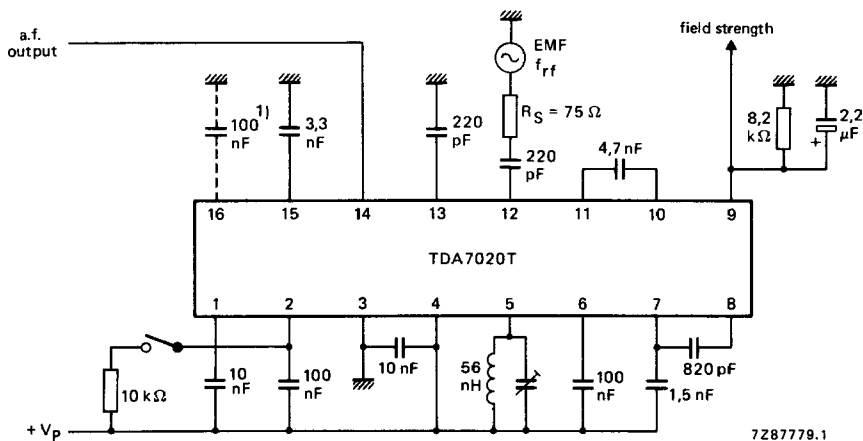 a.f.
output
EMF
f_rf
field strength
R_S = 75 Ω
100 1)
nF
3,3
nF
220
pF
220
pF
4,7 nF
8,2
kΩ
+
2,2
μF
16 15 14 13 12 11 10 9
TDA7020T
1 2 3 4 5 6 7 8
10 kΩ
10
nF
100
nF
10 nF
56
nH
100
nF
820 pF
1,5 nF
+ V_P
7Z87779.1